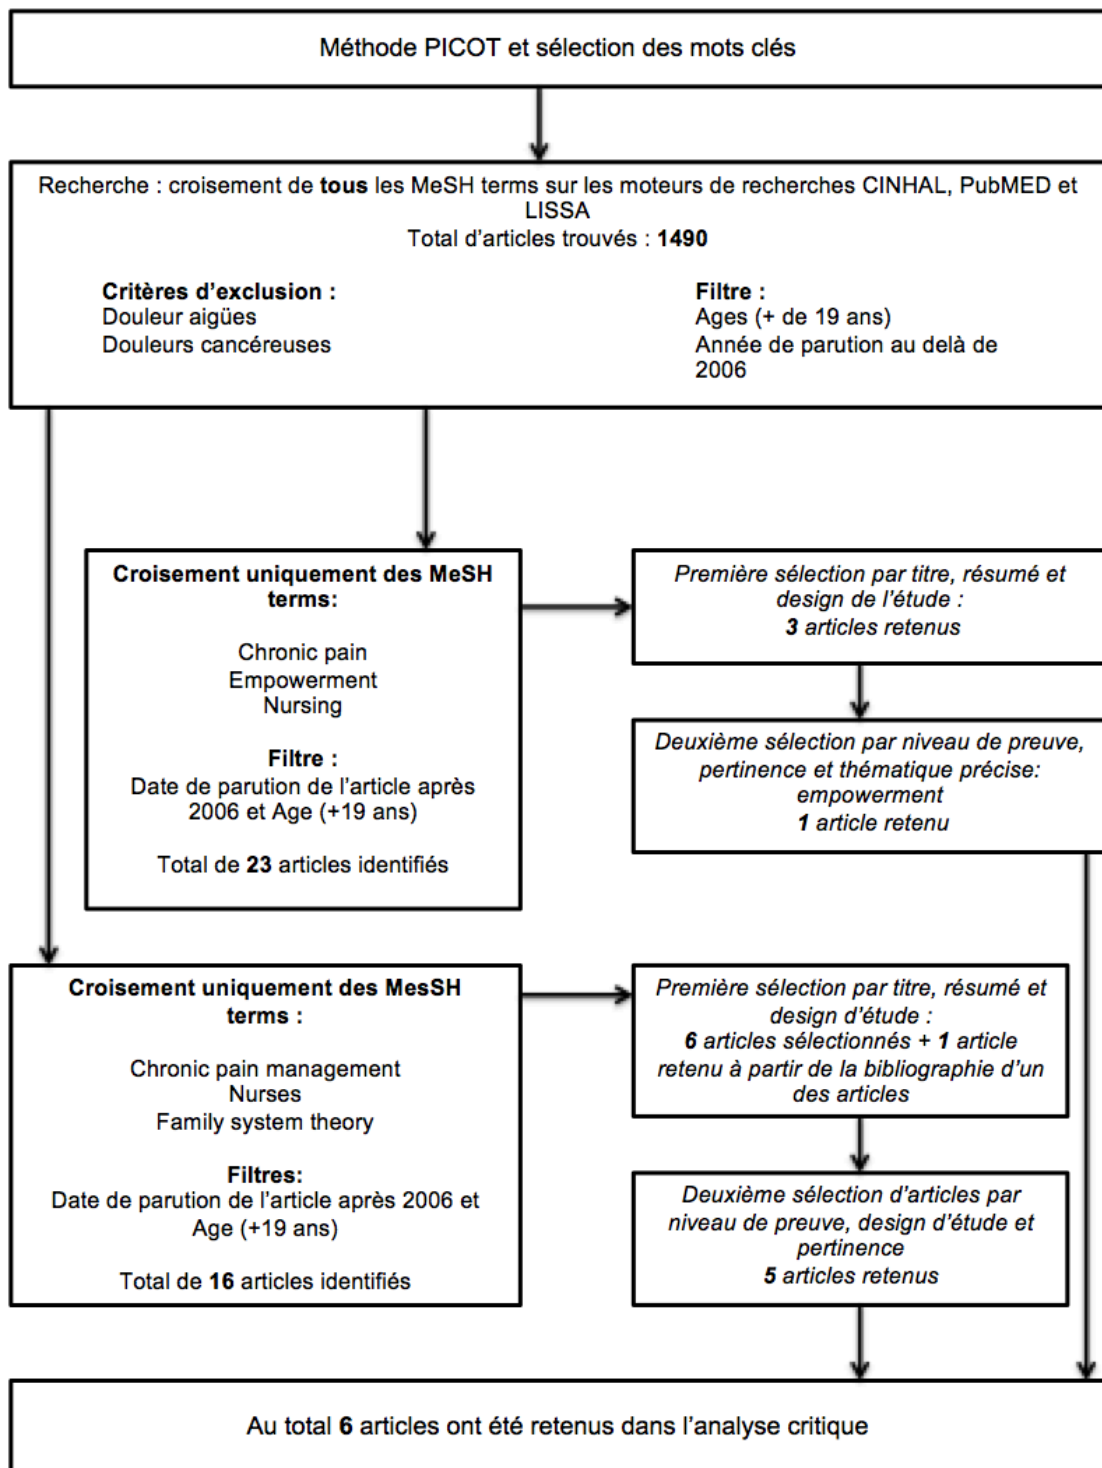 Méthode PICOT et sélection des mots clés
Recherche : croisement de tous les MeSH terms sur les moteurs de recherches CINHAL, PubMED et
LISSA
Total d'articles trouvés : 1490
Critères d'exclusion :
Douleur aigües
Douleurs cancéreuses
Filtre :
Ages (+ de 19 ans)
Année de parution au delà de
2006
Croisement uniquement des MeSH
terms:
Chronic pain
Empowerment
Nursing
Filtre :
Date de parution de l'article après
2006 et Age (+19 ans)
Total de 23 articles identifiés
Première sélection par titre, résumé et
design de l'étude :
3 articles retenus
Deuxième sélection par niveau de preuve,
pertinence et thématique précise:
empowerment
1 article retenu
Croisement uniquement des MesSH
terms :
Chronic pain management
Nurses
Family system theory
Filtres:
Date de parution de l'article après 2006 et
Age (+19 ans)
Total de 16 articles identifiés
Première sélection par titre, résumé et
design d'étude :
6 articles sélectionnés + 1 article
retenu à partir de la bibliographie d'un
des articles
Deuxième sélection d'articles par
niveau de preuve, design d'étude et
pertinence
5 articles retenus
Au total 6 articles ont été retenus dans l'analyse critique